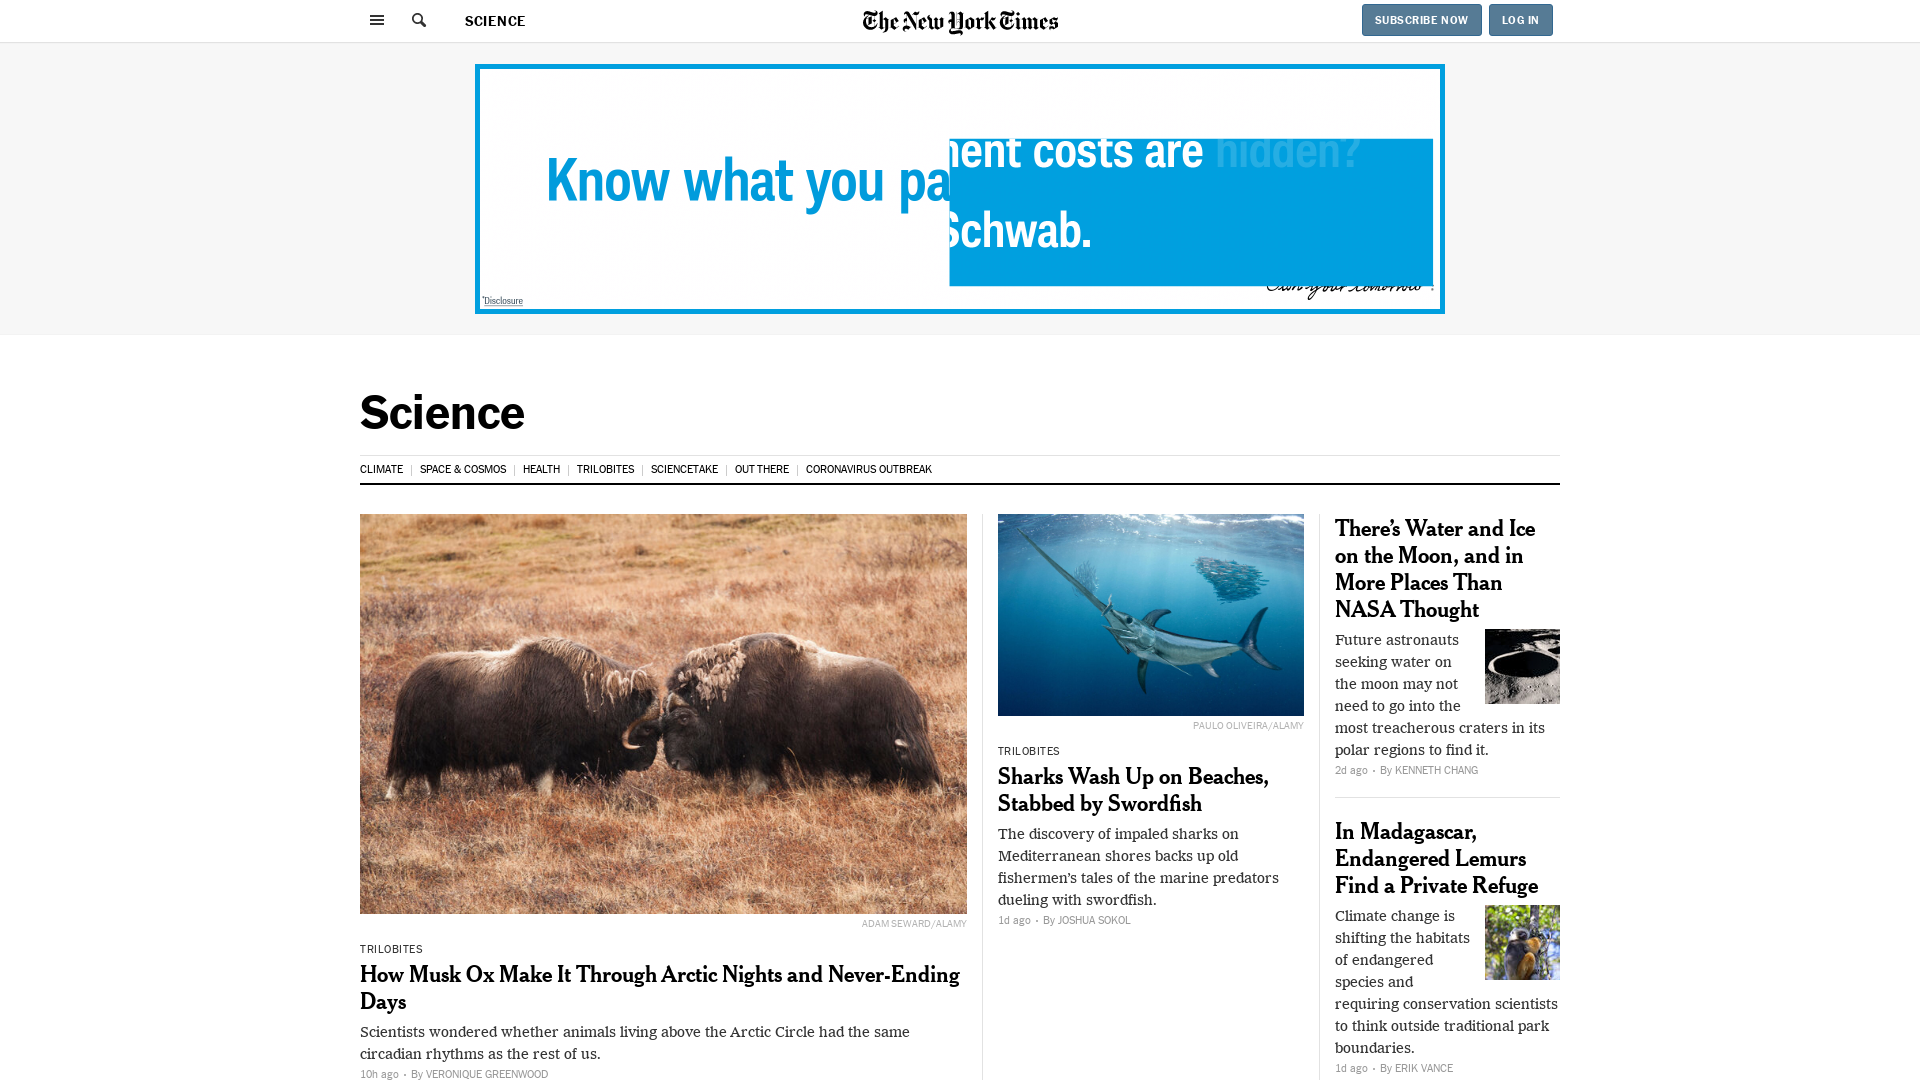 SCIENCE
The New York Times
SUBSCRIBE NOW
LOG IN
Know what you
costs are hidden?
Schwab.
*Disclosure
Science
CLIMATE
SPACE & COSMOS
HEALTH
TRILOBITES
SCIENCETAKE
OUT THERE
CORONAVIRUS OUTBREAK
ADAM SEWARD/ALAMY
TRILOBITES
How Musk Ox Make It Through Arctic Nights and Never-Ending
Days
Scientists wondered whether animals living above the Arctic Circle had the same
circadian rhythms as the rest of us.
10h ago · By VERONIQUE GREENWOOD
PAULO OLIVEIRA/ALAMY
TRILOBITES
Sharks Wash Up on Beaches,
Stabbed by Swordfish
The discovery of impaled sharks on
Mediterranean shores backs up old
fishermen’s tales of the marine predators
dueling with swordfish.
1d ago · By JOSHUA SOKOL
There’s Water and Ice
on the Moon, and in
More Places Than
NASA Thought
Future astronauts
seeking water on
the moon may not
need to go into the
most treacherous craters in its
polar regions to find it.
2d ago · By KENNETH CHANG
In Madagascar,
Endangered Lemurs
Find a Private Refuge
Climate change is
shifting the habitats
of endangered
species and
requiring conservation scientists
to think outside traditional park
boundaries.
1d ago · By ERIK VANCE